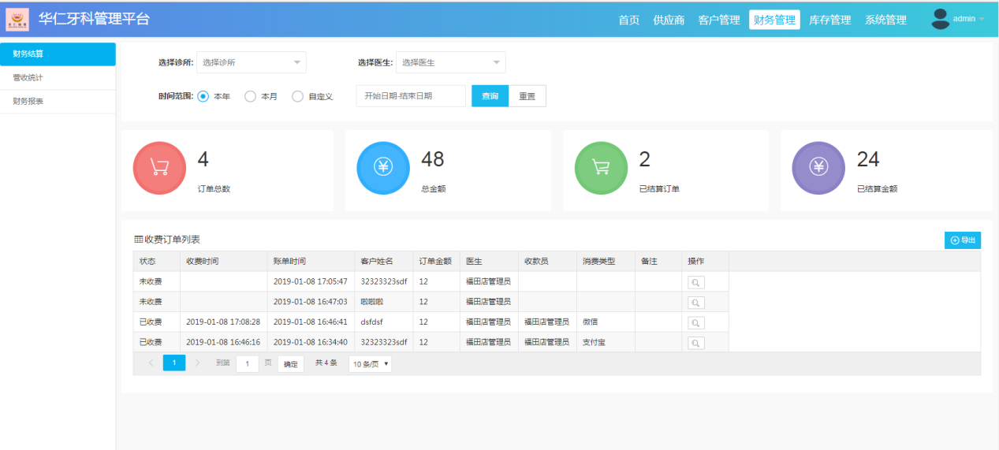 华仁牙科管理平台
首页 供应商 客户管理 财务管理 库存管理 系统管理 admin
财务结算
营收统计
财务报表
选择诊所: 选择诊所 选择医生: 选择医生
时间范围: 本年 本月 自定义 开始日期-结束日期 查询 重置
4
订单总数
48
总金额
2
已结算订单
24
已结算金额
收费订单列表 导出
状态 收费时间 账单时间 客户姓名 订单金额 医生 收款员 消费类型 备注 操作
未收费 2019-01-08 17:05:47 32323323sdf 12 福田店管理员
未收费 2019-01-08 16:47:03 啦啦啦 12 福田店管理员
已收费 2019-01-08 17:08:28 2019-01-08 16:46:41 dsfdsf 12 福田店管理员 福田店管理员 微信
已收费 2019-01-08 16:46:16 2019-01-08 16:34:40 32323323sdf 12 福田店管理员 福田店管理员 支付宝
1 到第 1 页 确定 共 4 条 10 条/页